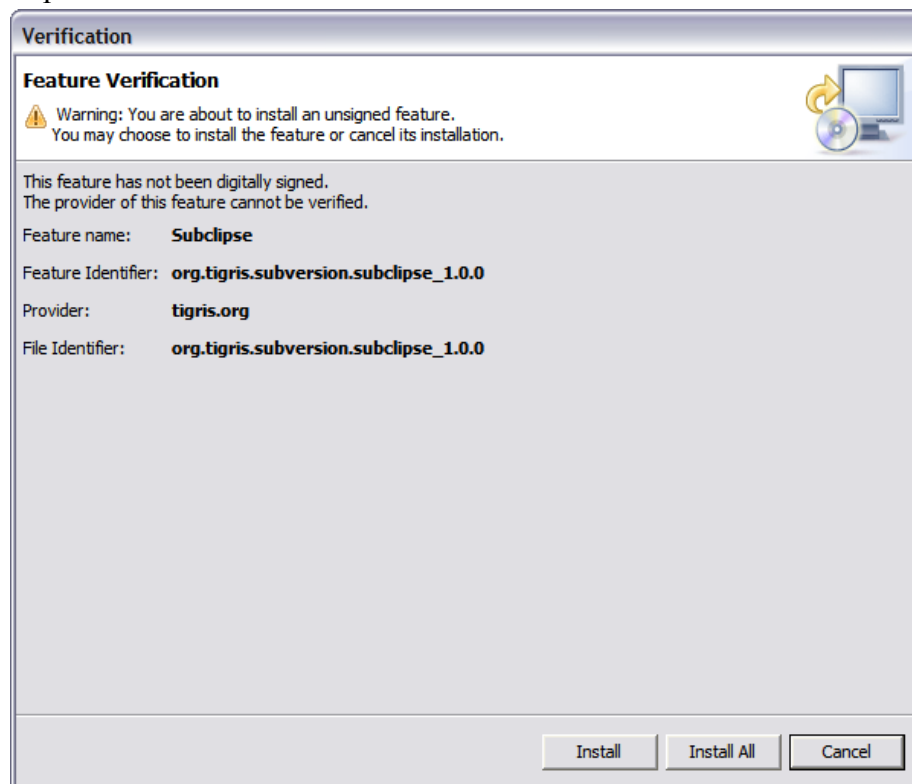 Verification
Feature Verification
Warning: You are about to install an unsigned feature.
You may choose to install the feature or cancel its installation.
This feature has not been digitally signed.
The provider of this feature cannot be verified.
Feature name: Subclipse
Feature Identifier: org.tigris.subversion.subclipse_1.0.0
Provider: tigris.org
File Identifier: org.tigris.subversion.subclipse_1.0.0
Install Install All Cancel